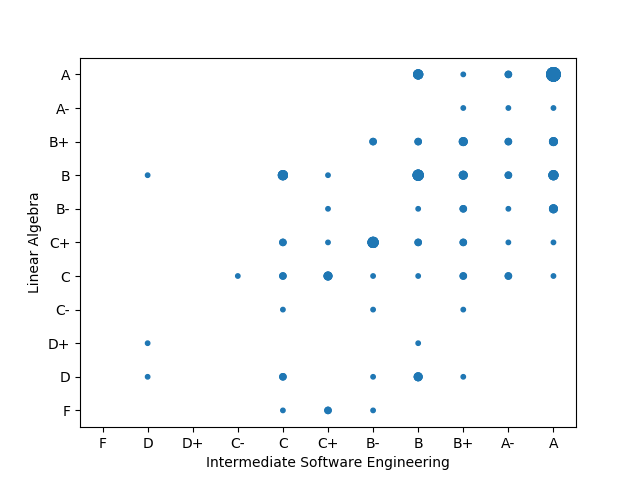 A
A-
B+
B
B-
C+
C
C-
D+
D
F
Linear Algebra
F D D+ C- C C+ B- B B+ A- A
Intermediate Software Engineering